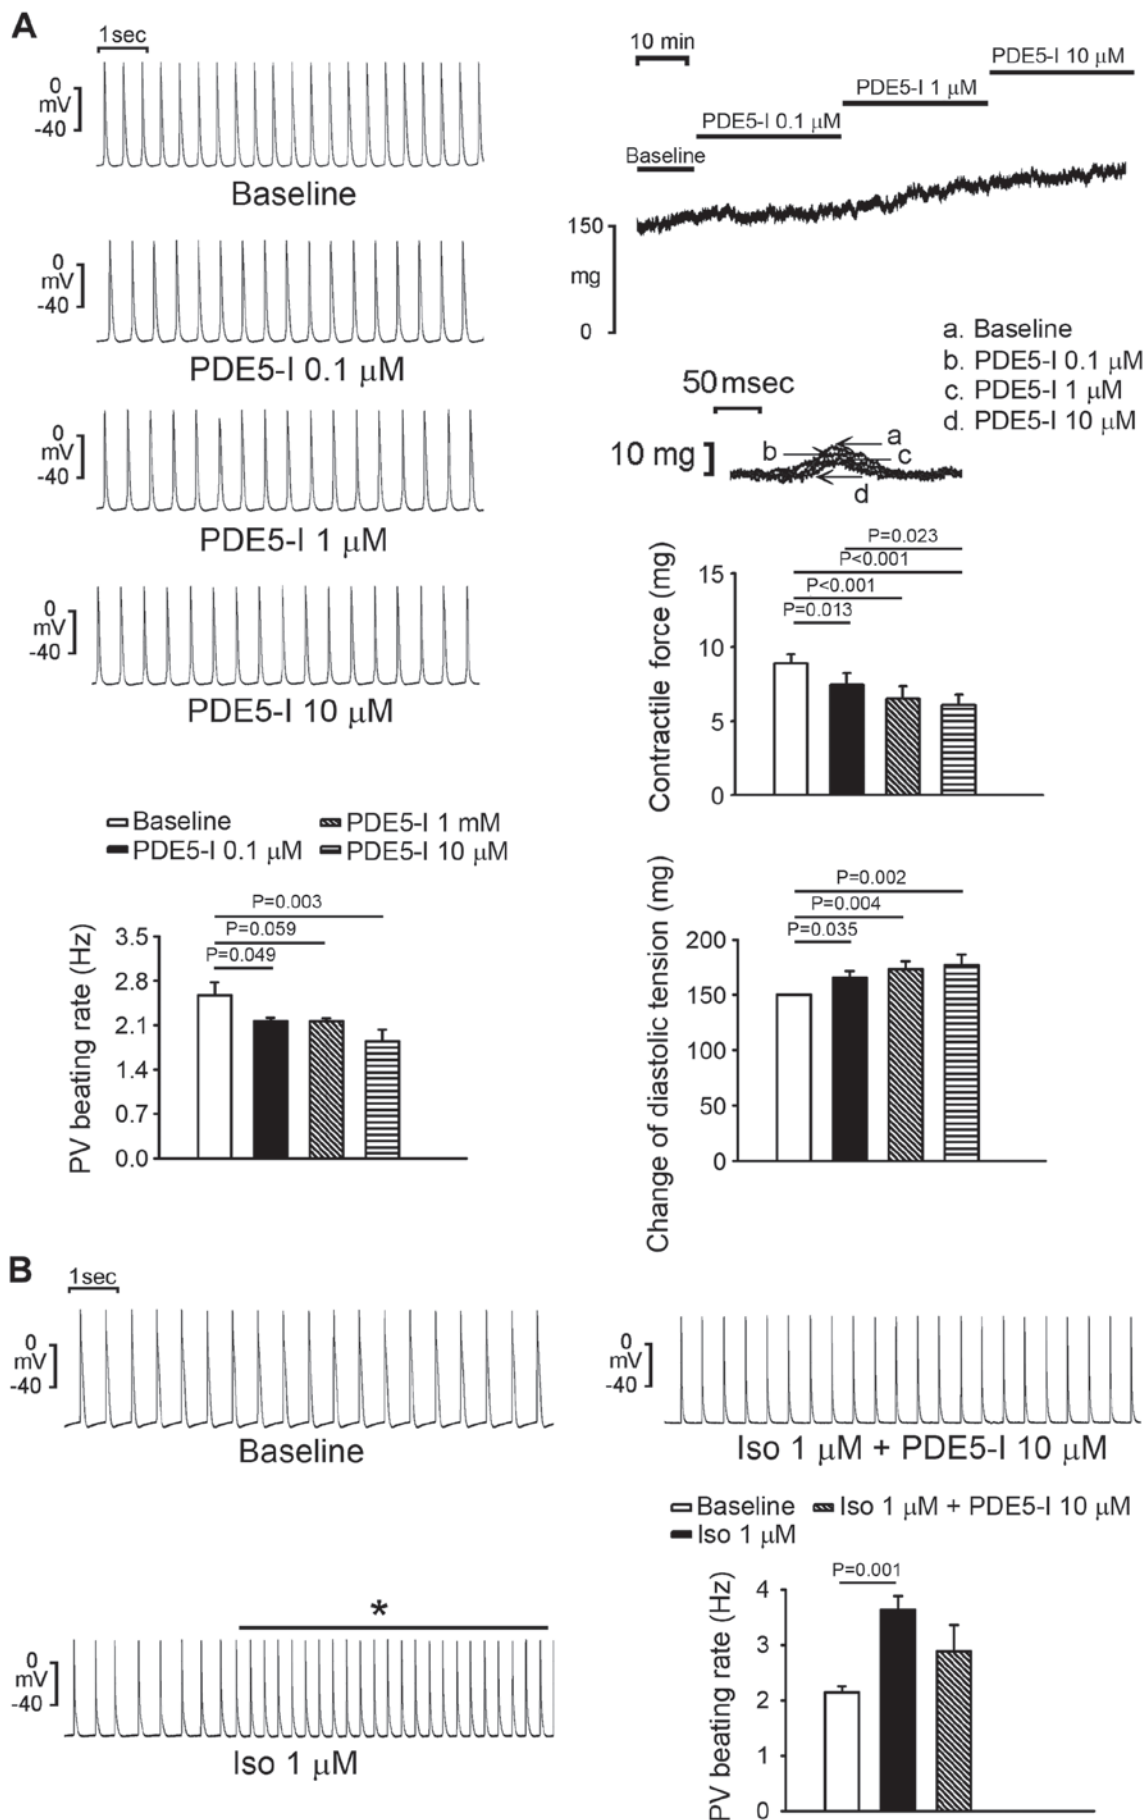 A
1sec
0
mV
-40
Baseline
0
mV
-40
PDE5-I 0.1 μM
0
mV
-40
PDE5-I 1 μM
0
mV
-40
PDE5-I 10 μM
10 min
PDE5-I 10 μM
PDE5-I 1 μM
PDE5-I 0.1 μM
Baseline
150
mg
0
a. Baseline
b. PDE5-I 0.1 μM
c. PDE5-I 1 μM
d. PDE5-I 10 μM
50 msec
10 mg
a
b
c
d
P=0.023
P<0.001
P<0.001
P=0.013
Contractile force (mg)
15
10
5
0
Baseline
PDE5-I 1 mM
PDE5-I 0.1 μM
PDE5-I 10 μM
P=0.003
P=0.059
P=0.049
PV beating rate (Hz)
3.5
2.8
2.1
1.4
0.7
0.0
P=0.002
P=0.004
P=0.035
Change of diastolic tension (mg)
200
150
100
50
0
B
1sec
0
mV
-40
Baseline
0
mV
-40
Iso 1 μM + PDE5-I 10 μM
*
0
mV
-40
Iso 1 μM
Baseline
Iso 1 μM + PDE5-I 10 μM
Iso 1 μM
P=0.001
PV beating rate (Hz)
4
3
2
1
0